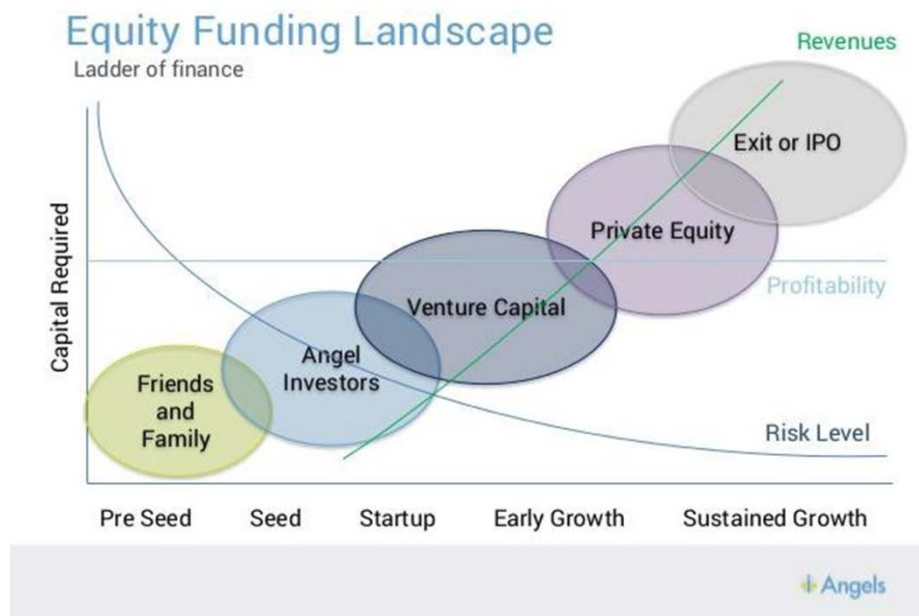 Equity Funding Landscape
Ladder of finance
Revenues
Exit or IPO
Private Equity
Profitability
Venture Capital
Capital Required
Angel
Investors
Friends
and
Family
Risk Level
Pre Seed
Seed
Startup
Early Growth
Sustained Growth
Angels